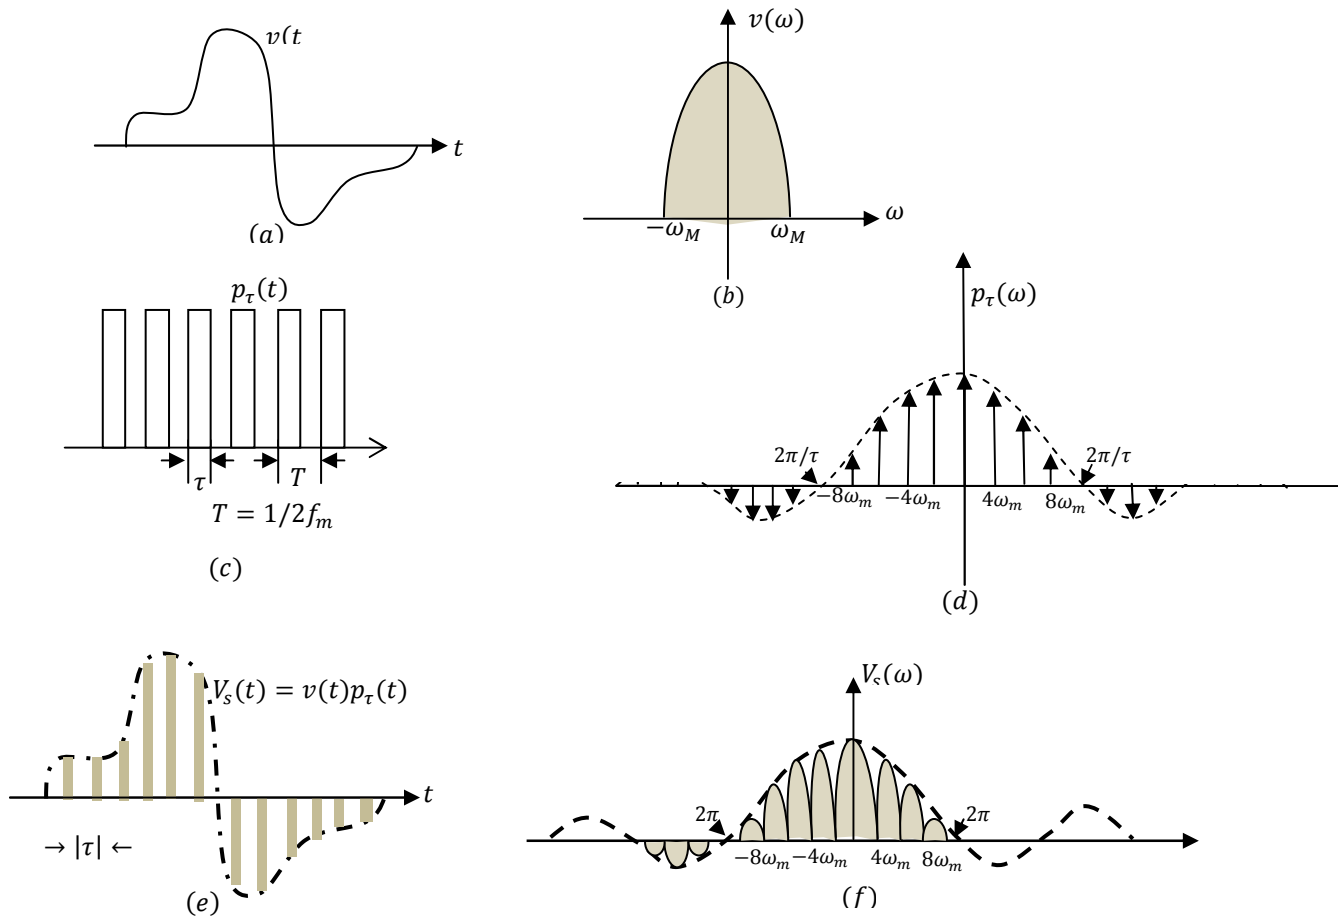 v(t
t
(a)
v(ω)
ω
−ω_M
ω_M
(b)
p_τ(t)
τ
T
T = 1/2f_m
(c)
p_τ(ω)
2π/τ
2π/τ
−8ω_m
−4ω_m
4ω_m
8ω_m
(d)
V_s(t) = v(t)p_τ(t)
t
→ |τ| ←
(e)
V_s(ω)
2π
2π
−8ω_m
−4ω_m
4ω_m
8ω_m
(f)